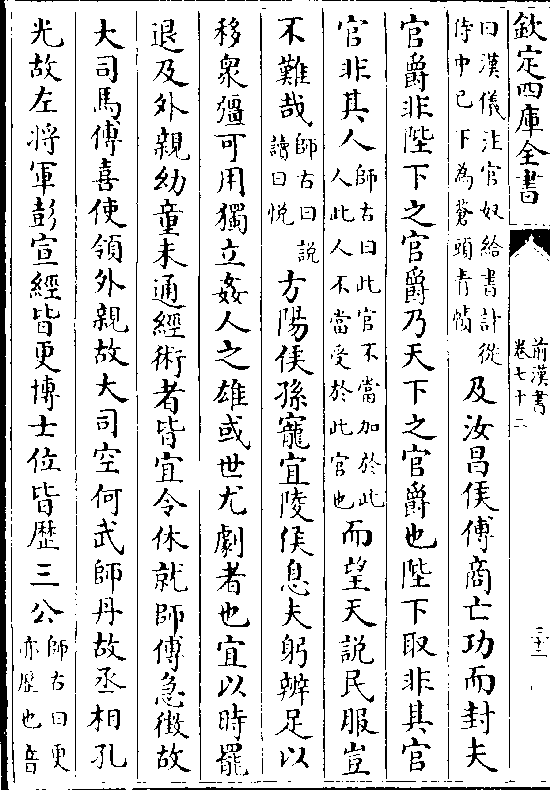 欽定四庫全書
前漢書
卷七十二
三十二
曰漢儀注官奴給書計從
侍中已下為蒼頭青幘
及汝昌侯傅商亡功而封夫
官爵非陛下之官爵乃天下之官爵也陛下取非其官
官非其人
師古曰此官不當加於此
人此人不當受於此官也
而望天說民服豈
不難哉
師古曰說
讀曰悅
方陽侯孫寵宜陵侯息夫躬辨足以
移衆彊可用獨立姦人之雄或世尤劇者也宜以時罷
退及外親幼童未通經術者皆宜令休就師傅急徵故
大司馬傅喜使領外親故大司空何武師丹故丞相孔
光故左將軍彭宣經皆更博士位皆歷三公
師古曰更
亦歷也音